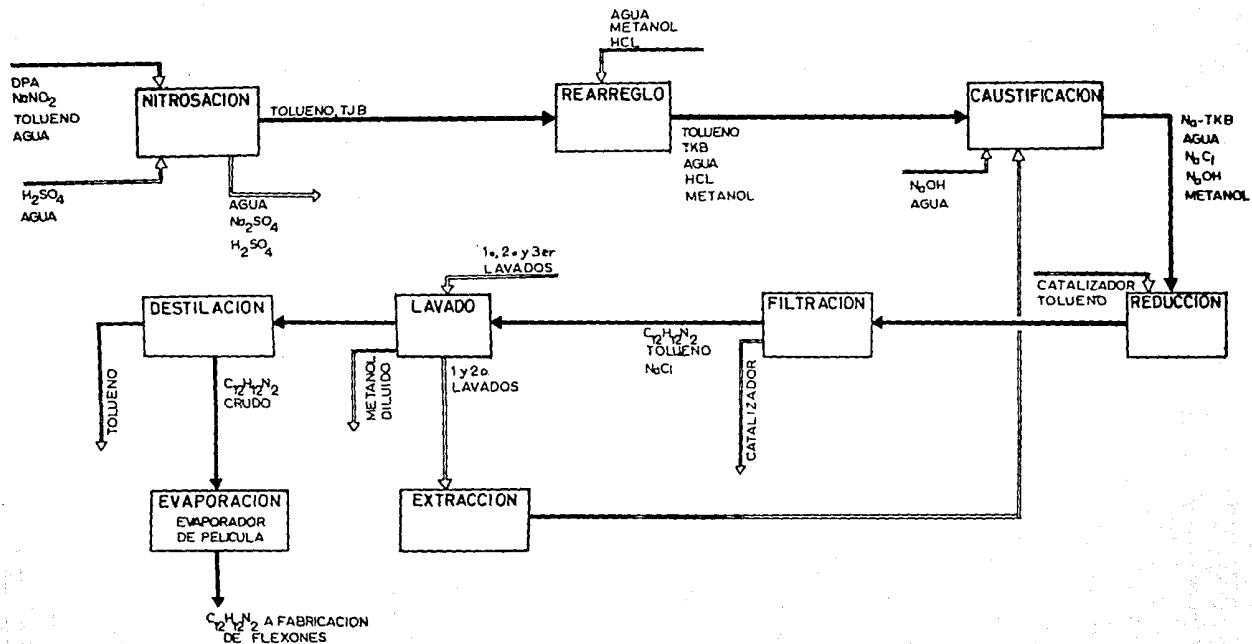 AGUA
METANOL
HCL
DPA
NaNO2
TOLUENO
AGUA
NITROSACION
TOLUENO, TJB
REARREGLO
CAUSTIFICACION
H2SO4
AGUA
AGUA
Na2SO4
H2SO4
TOLUENO
TKB
AGUA
HCL
METANOL
NaOH
AGUA
Na-TKB
AGUA
NaCl
NaOH
METANOL
1o, 2o y 3er
LAVADOS
CATALIZADOR
TOLUENO
DESTILACION
LAVADO
FILTRACION
REDUCCION
C12H12N2
TOLUENO
NaCl
TOLUENO
C12H12N2
CRUDO
METANOL
DILUIDO
1 y 2o
LAVADOS
CATALIZADOR
EVAPORACION
EVAPORADOR
DE PELICULA
EXTRACCION
C12H12N2 A FABRICACION
DE FLEXONES